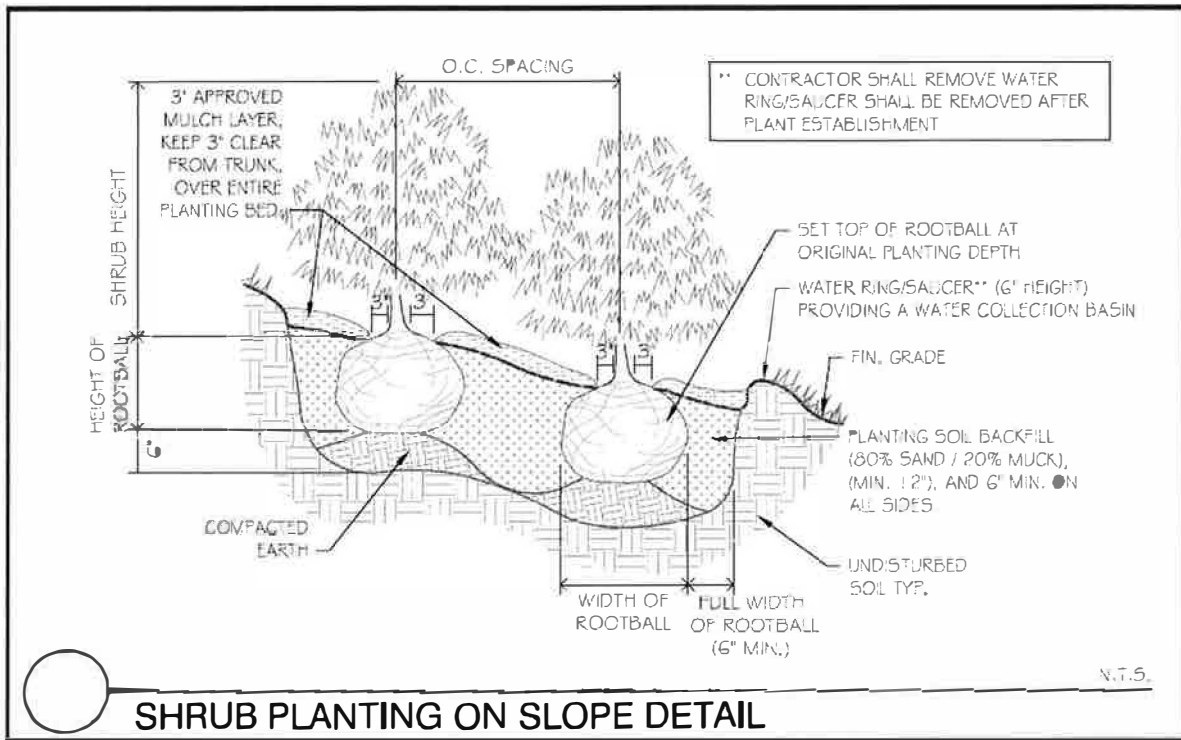 O.C. SPACING
** CONTRACTOR SHALL REMOVE WATER
RING/SAUCER SHALL BE REMOVED AFTER
PLANT ESTABLISHMENT
3" APPROVED
MULCH LAYER,
KEEP 3" CLEAR
FROM TRUNK,
OVER ENTIRE
PLANTING BED
SHRUB HEIGHT
SET TOP OF ROOTBALL AT
ORIGINAL PLANTING DEPTH
WATER RING/SAUCER** (6" HEIGHT)
PROVIDING A WATER COLLECTION BASIN
3" 3"
3" 3"
FIN. GRADE
HEIGHT OF
ROOTBALL
6"
PLANTING SOIL BACKFILL
(80% SAND / 20% MUCK),
(MIN. 12"), AND 6" MIN. ON
ALL SIDES
COMPACTED
EARTH
UNDISTURBED
SOIL TYP.
WIDTH OF
ROOTBALL
FULL WIDTH
OF ROOTBALL
(6" MIN.)
N.T.S.
SHRUB PLANTING ON SLOPE DETAIL